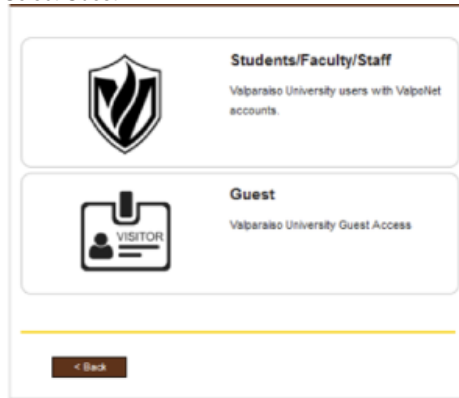 Students/Faculty/Staff
Valparaiso University users with ValpoNet
accounts.
Guest
VISITOR
Valparaiso University Guest Access
< Back